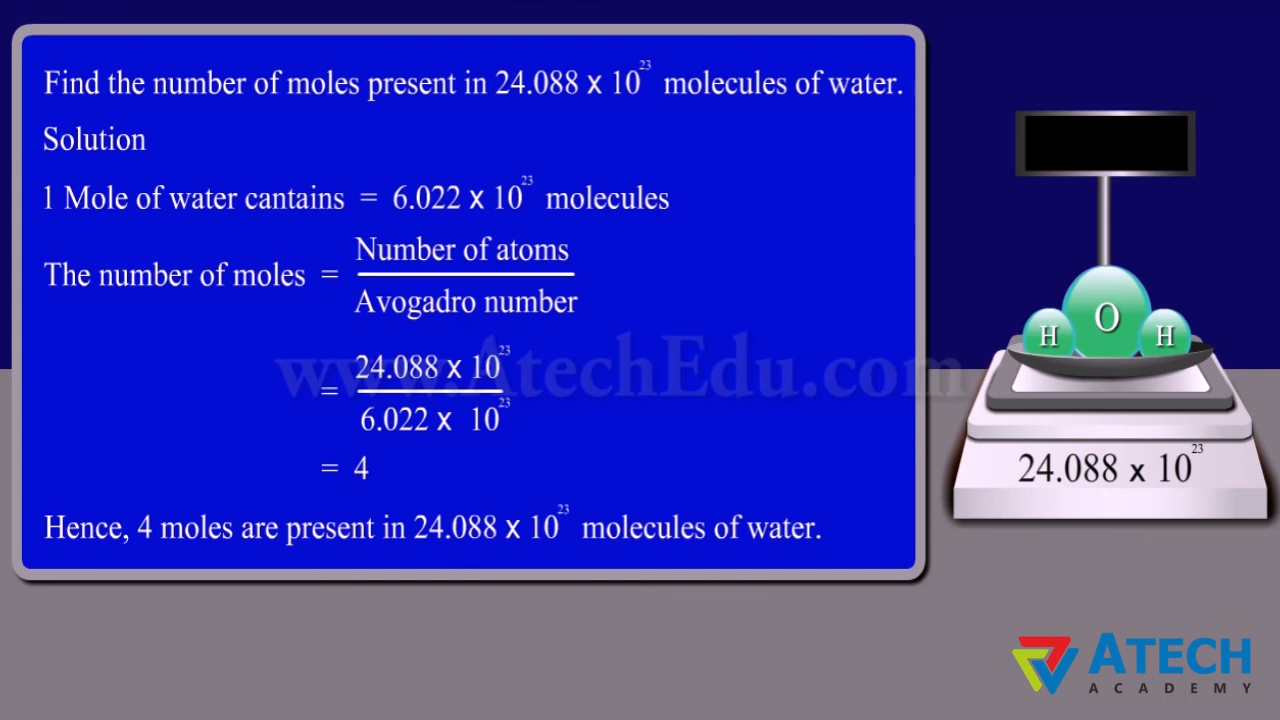 Find the number of moles present in 24.088 x 10²³ molecules of water.
Solution
1 Mole of water cantains = 6.022 x 10²³ molecules
The number of moles = Number of atoms
Avogadro number
= 24.088 x 10²³
6.022 x 10²³
= 4
Hence, 4 moles are present in 24.088 x 10²³ molecules of water.
www.AtechEdu.com
H O H
24.088 x 10²³
ATECH
ACADEMY